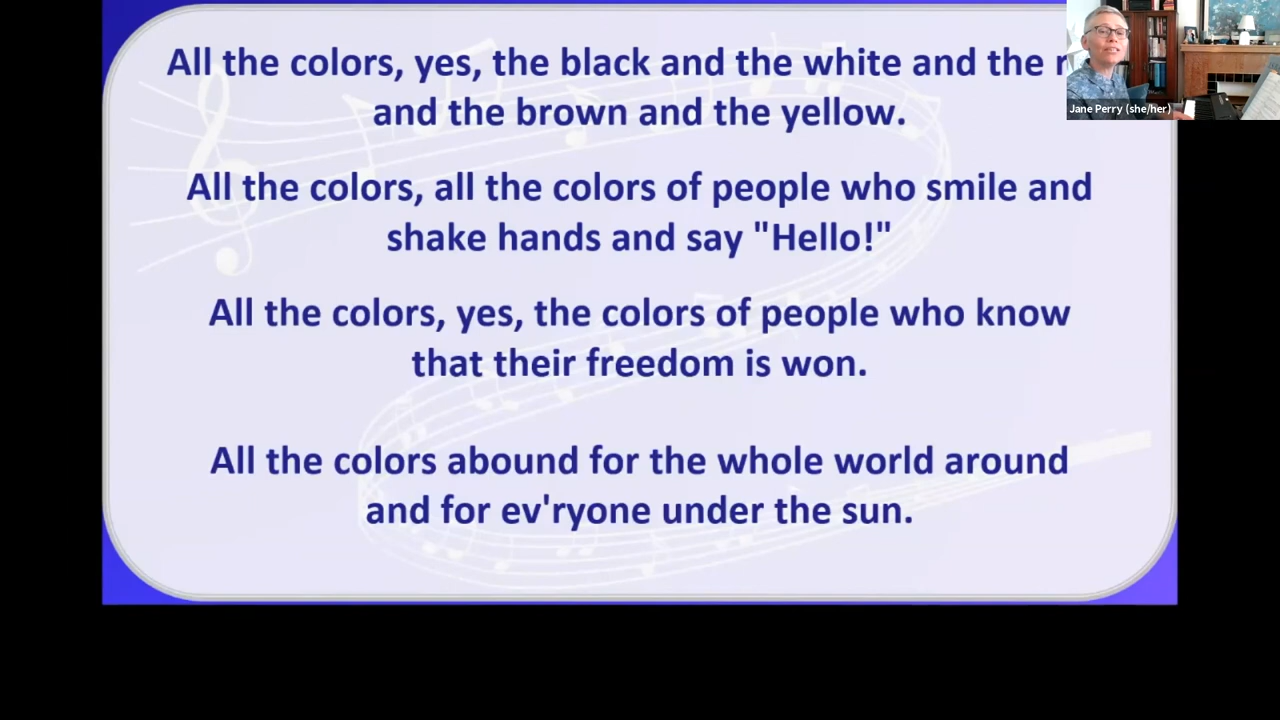 All the colors, yes, the black and the white and the
and the brown and the yellow.
All the colors, all the colors of people who smile and
shake hands and say "Hello!"
All the colors, yes, the colors of people who know
that their freedom is won.
All the colors abound for the whole world around
and for ev'ryone under the sun.
Jane Perry (she/her)